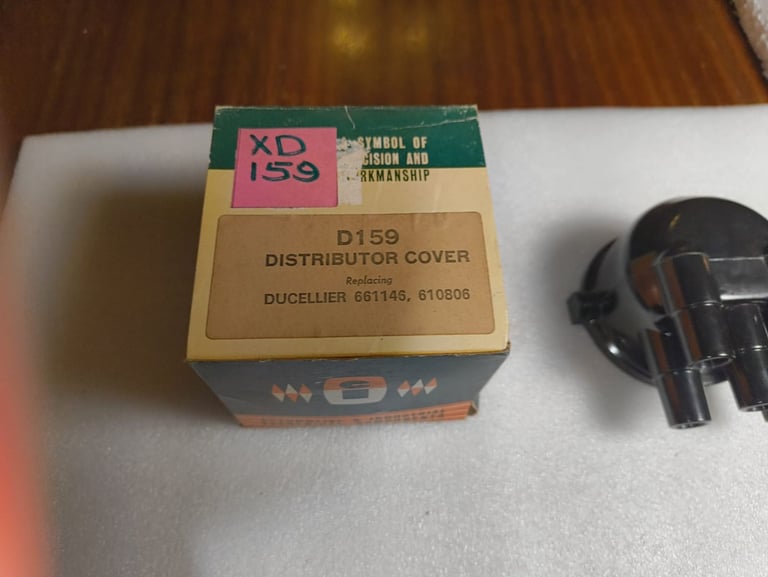 XD
159
SYMBOL OF
CISION AND
RKMANSHIP
D159
DISTRIBUTOR COVER
Replacing
DUCELLIER 661146, 610806